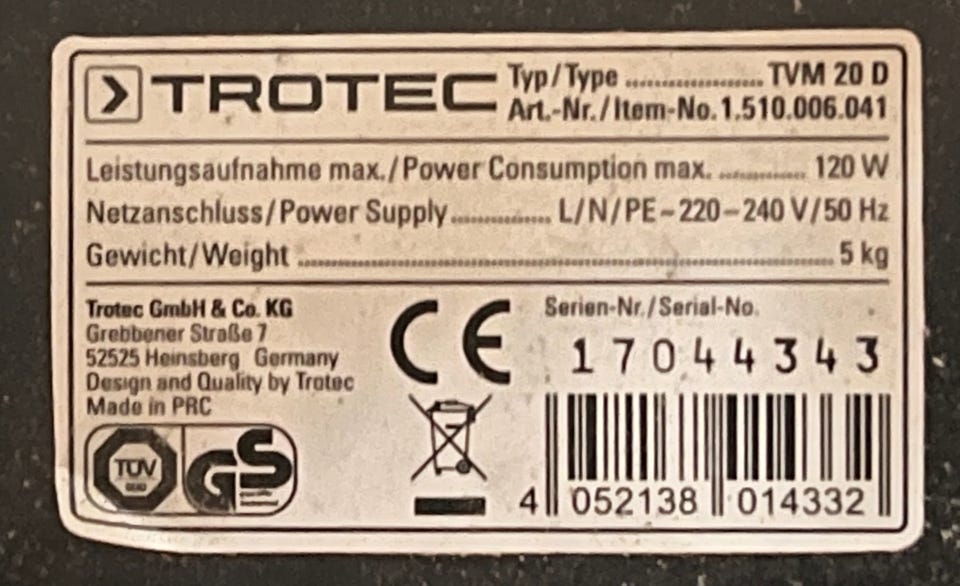 TROTEC
Typ/Type .................... TVM 20 D
Art.-Nr./Item-No. 1.510.006.041
Leistungsaufnahme max./Power Consumption max. ............ 120 W
Netzanschluss/Power Supply .............. L/N/PE~220–240 V/50 Hz
Gewicht/Weight .................................................... 5 kg
Trotec GmbH & Co. KG
Grebbener Straße 7
52525 Heinsberg Germany
Design and Quality by Trotec
Made in PRC
TÜV
GS
CE
Serien-Nr./Serial-No.
17044343
4 052138 014332